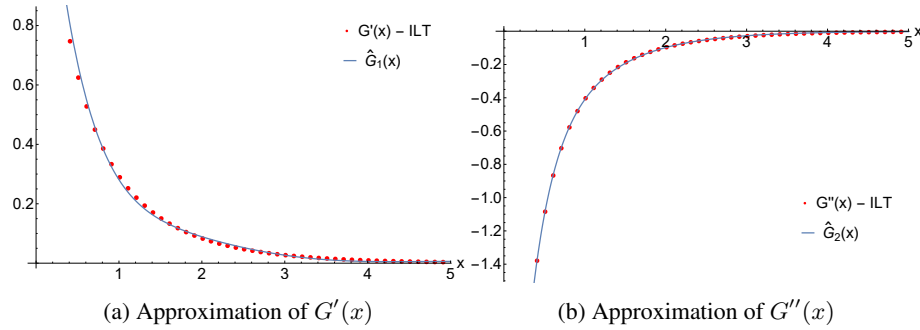 0.8
0.6
0.4
0.2
1
2
3
4
5
x
G′(x) – ILT
Ĝ₁(x)
1
2
3
4
5
x
−0.2
−0.4
−0.6
−0.8
−1.0
−1.2
−1.4
G″(x) – ILT
Ĝ₂(x)
(a) Approximation of G′(x)
(b) Approximation of G″(x)